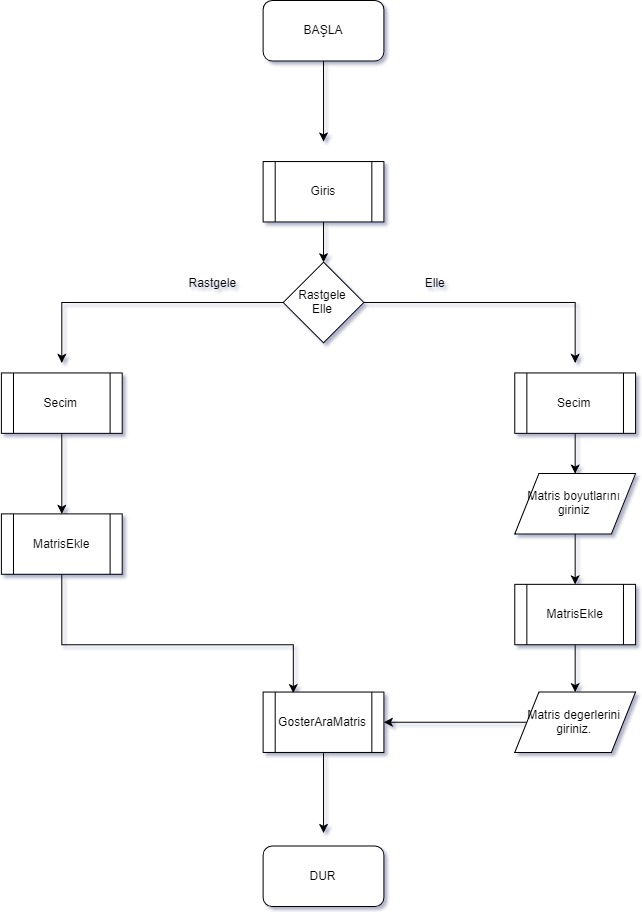 BAŞLA
Giris
Rastgele
Elle
Rastgele
Elle
Secim
Secim
Matris boyutlarını
giriniz
MatrisEkle
MatrisEkle
Matris degerlerini
giriniz.
GosterAraMatris
DUR